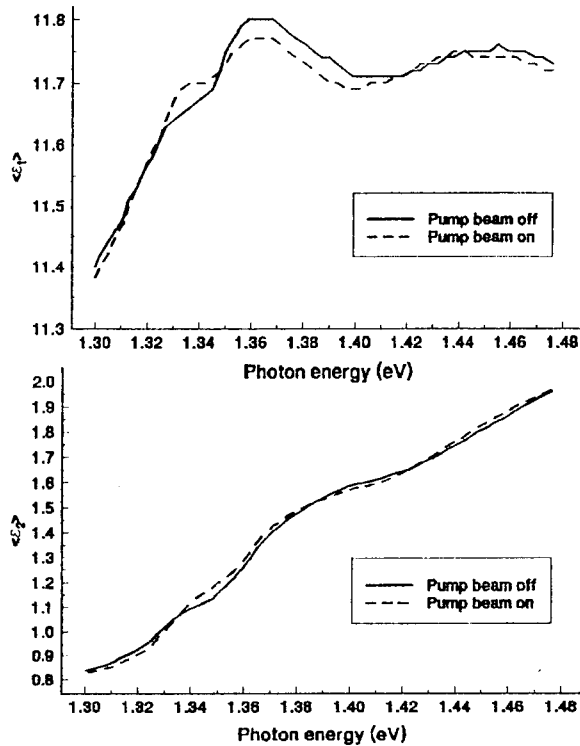 11.8
11.7
11.6
11.5
11.4
11.3
<ε₁>
Pump beam off
Pump beam on
1.30 1.32 1.34 1.36 1.38 1.40 1.42 1.44 1.46 1.48
Photon energy (eV)
2.0
1.9
1.8
1.7
1.6
1.5
1.4
1.3
1.2
1.1
1.0
0.9
0.8
<ε₂>
Pump beam off
Pump beam on
1.30 1.32 1.34 1.36 1.38 1.40 1.42 1.44 1.46 1.48
Photon energy (eV)